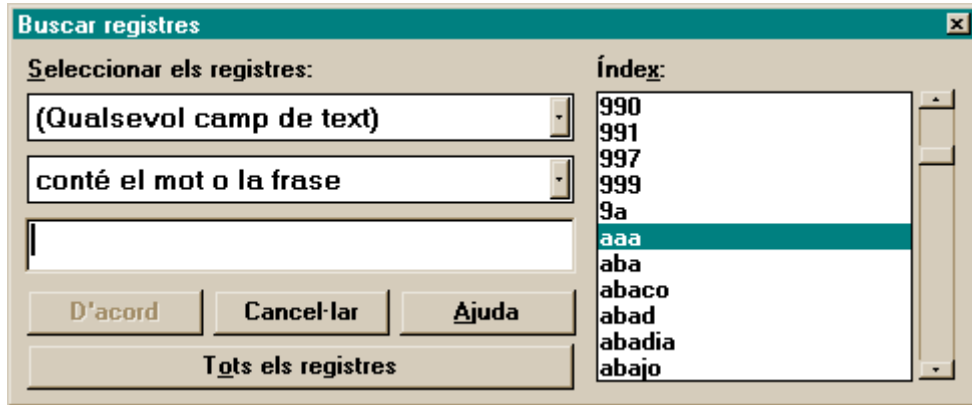 Buscar registres
Seleccionar els registres:
(Qualsevol camp de text)
conté el mot o la frase
D'acord
Cancel·lar
Ajuda
Tots els registres
Índex:
990
991
997
999
9a
aaa
aba
abaco
abad
abadia
abajo